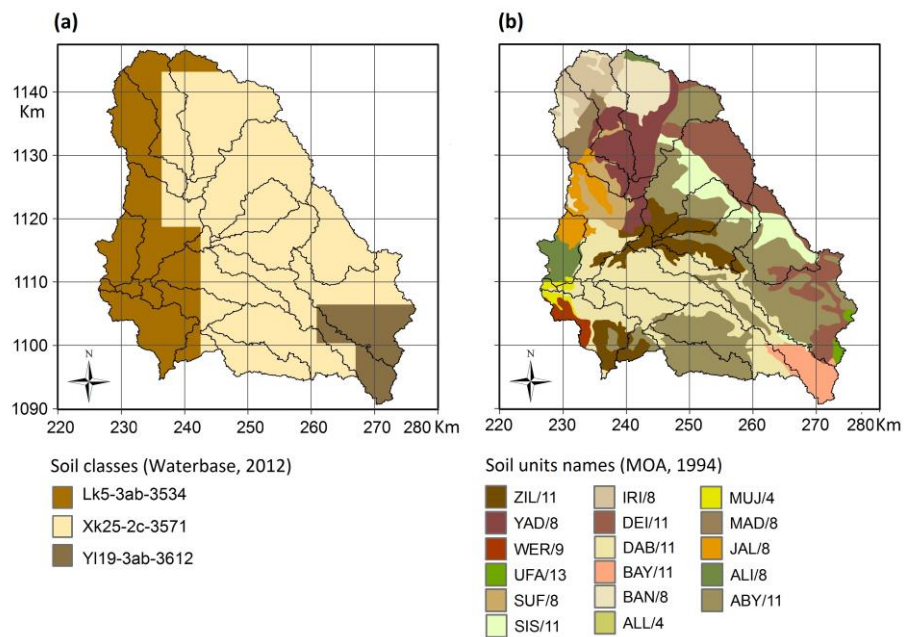 (a)
(b)
1140
Km
1130
1120
1110
1100
1090
N
N
220 230 240 250 260 270 280 Km
220 230 240 250 260 270 280 Km
Soil classes (Waterbase, 2012)
Lk5-3ab-3534
Xk25-2c-3571
Yl19-3ab-3612
Soil units names (MOA, 1994)
ZIL/11 IRI/8 MUJ/4
YAD/8 DEI/11 MAD/8
WER/9 DAB/11 JAL/8
UFA/13 BAY/11 ALI/8
SUF/8 BAN/8 ABY/11
SIS/11 ALL/4